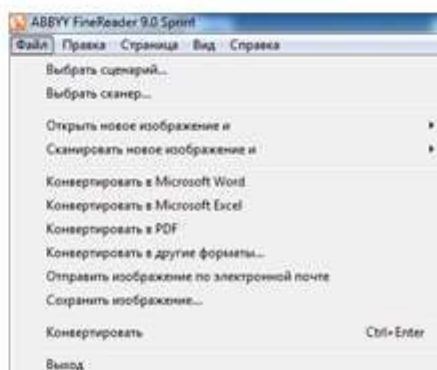 ABBYY FineReader 9.0 Sprint
Файл Правка Страница Вид Справка
Выбрать сценарий...
Выбрать сканер...
Открыть новое изображение и
Сканировать новое изображение и
Конвертировать в Microsoft Word
Конвертировать в Microsoft Excel
Конвертировать в PDF
Конвертировать в другие форматы...
Отправить изображение по электронной почте
Сохранить изображение...
Конвертировать Ctrl+Enter
Выход